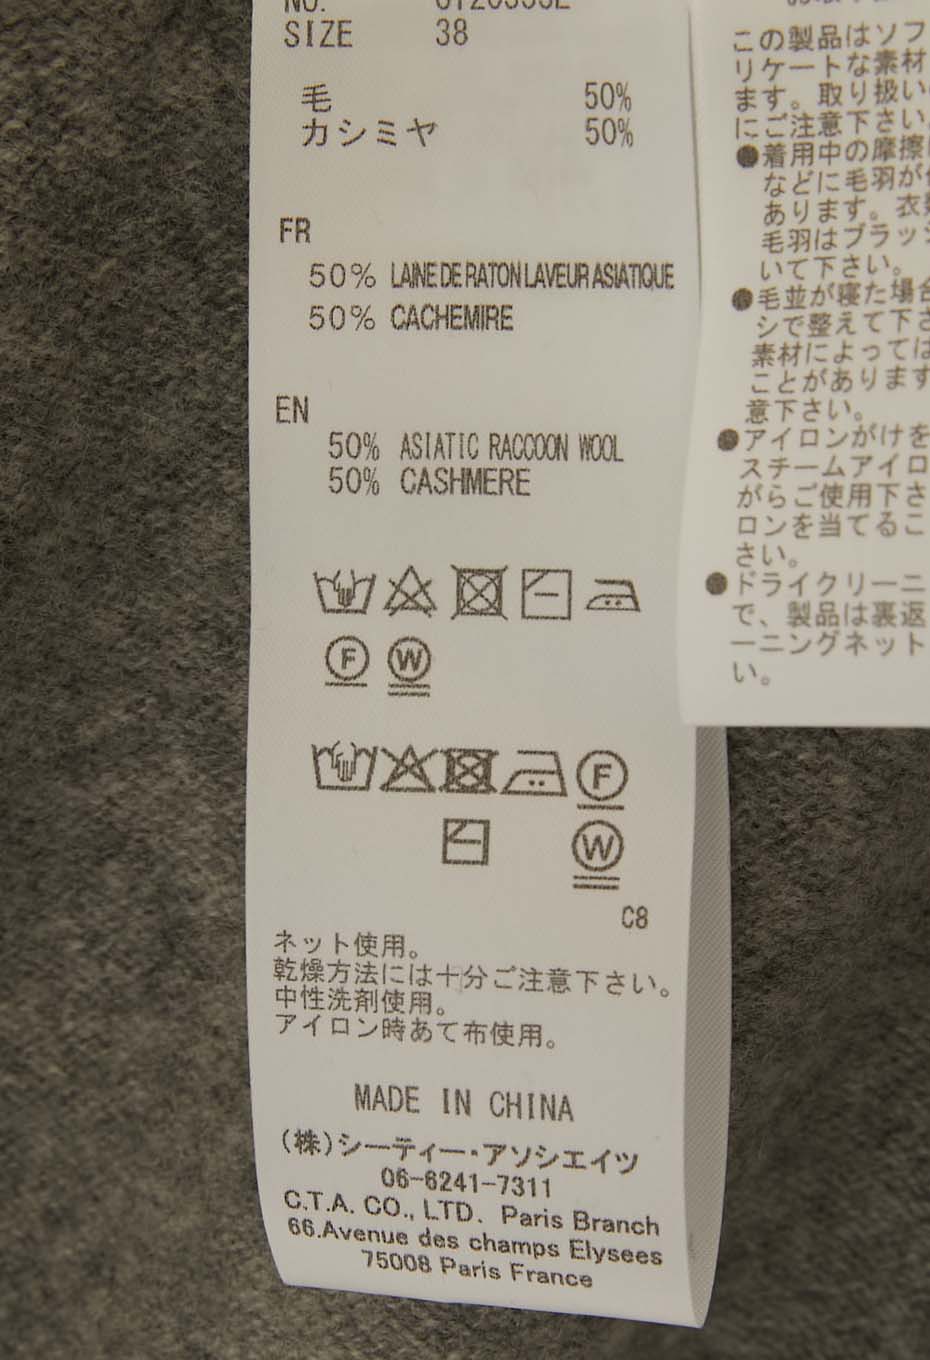 NO.
SIZE 38
毛 50%
カシミヤ 50%
FR
50% LAINE DE RATON LAVEUR ASIATIQUE
50% CACHEMIRE
EN
50% ASIATIC RACCOON WOOL
50% CASHMERE
F W
F
W
C8
ネット使用。
乾燥方法には十分ご注意下さい。
中性洗剤使用。
アイロン時あて布使用。
MADE IN CHINA
(株)シーティー・アソシエイツ
06-6241-7311
C.T.A. CO., LTD. Paris Branch
66.Avenue des champs Elysees
75008 Paris France
この製品はソフ
リケートな素材
ます。取り扱い
にご注意下さい
●着用中の摩擦
などに毛羽が
あります。衣
毛羽はブラッシ
いて下さい。
●毛並が寝た場合
シで整えて下さ
素材によっては
ことがあります
意下さい。
●アイロンがけを
スチームアイロ
がらご使用下さ
ロンを当てるこ
さい。
●ドライクリーニ
で、製品は裏返
ーニングネット
い。